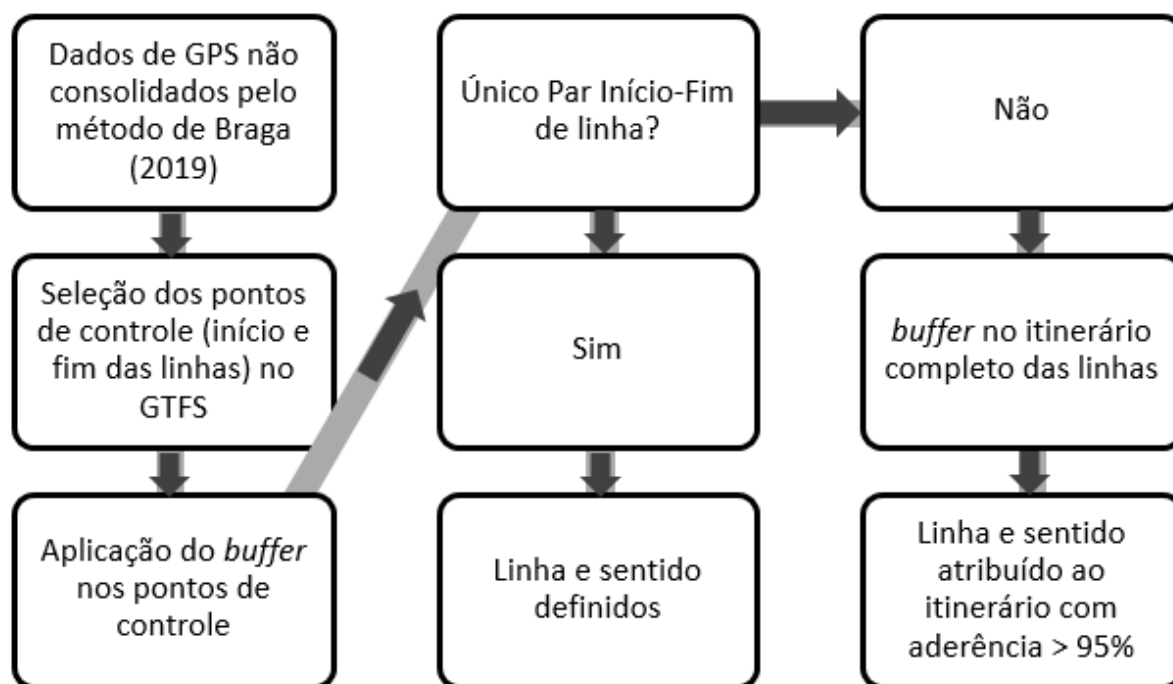 Dados de GPS não
consolidados pelo
método de Braga
(2019)
Seleção dos pontos
de controle (início e
fim das linhas) no
GTFS
Aplicação do buffer
nos pontos de
controle
Único Par Início-Fim
de linha?
Sim
Linha e sentido
definidos
Não
buffer no itinerário
completo das linhas
Linha e sentido
atribuído ao
itinerário com
aderência > 95%